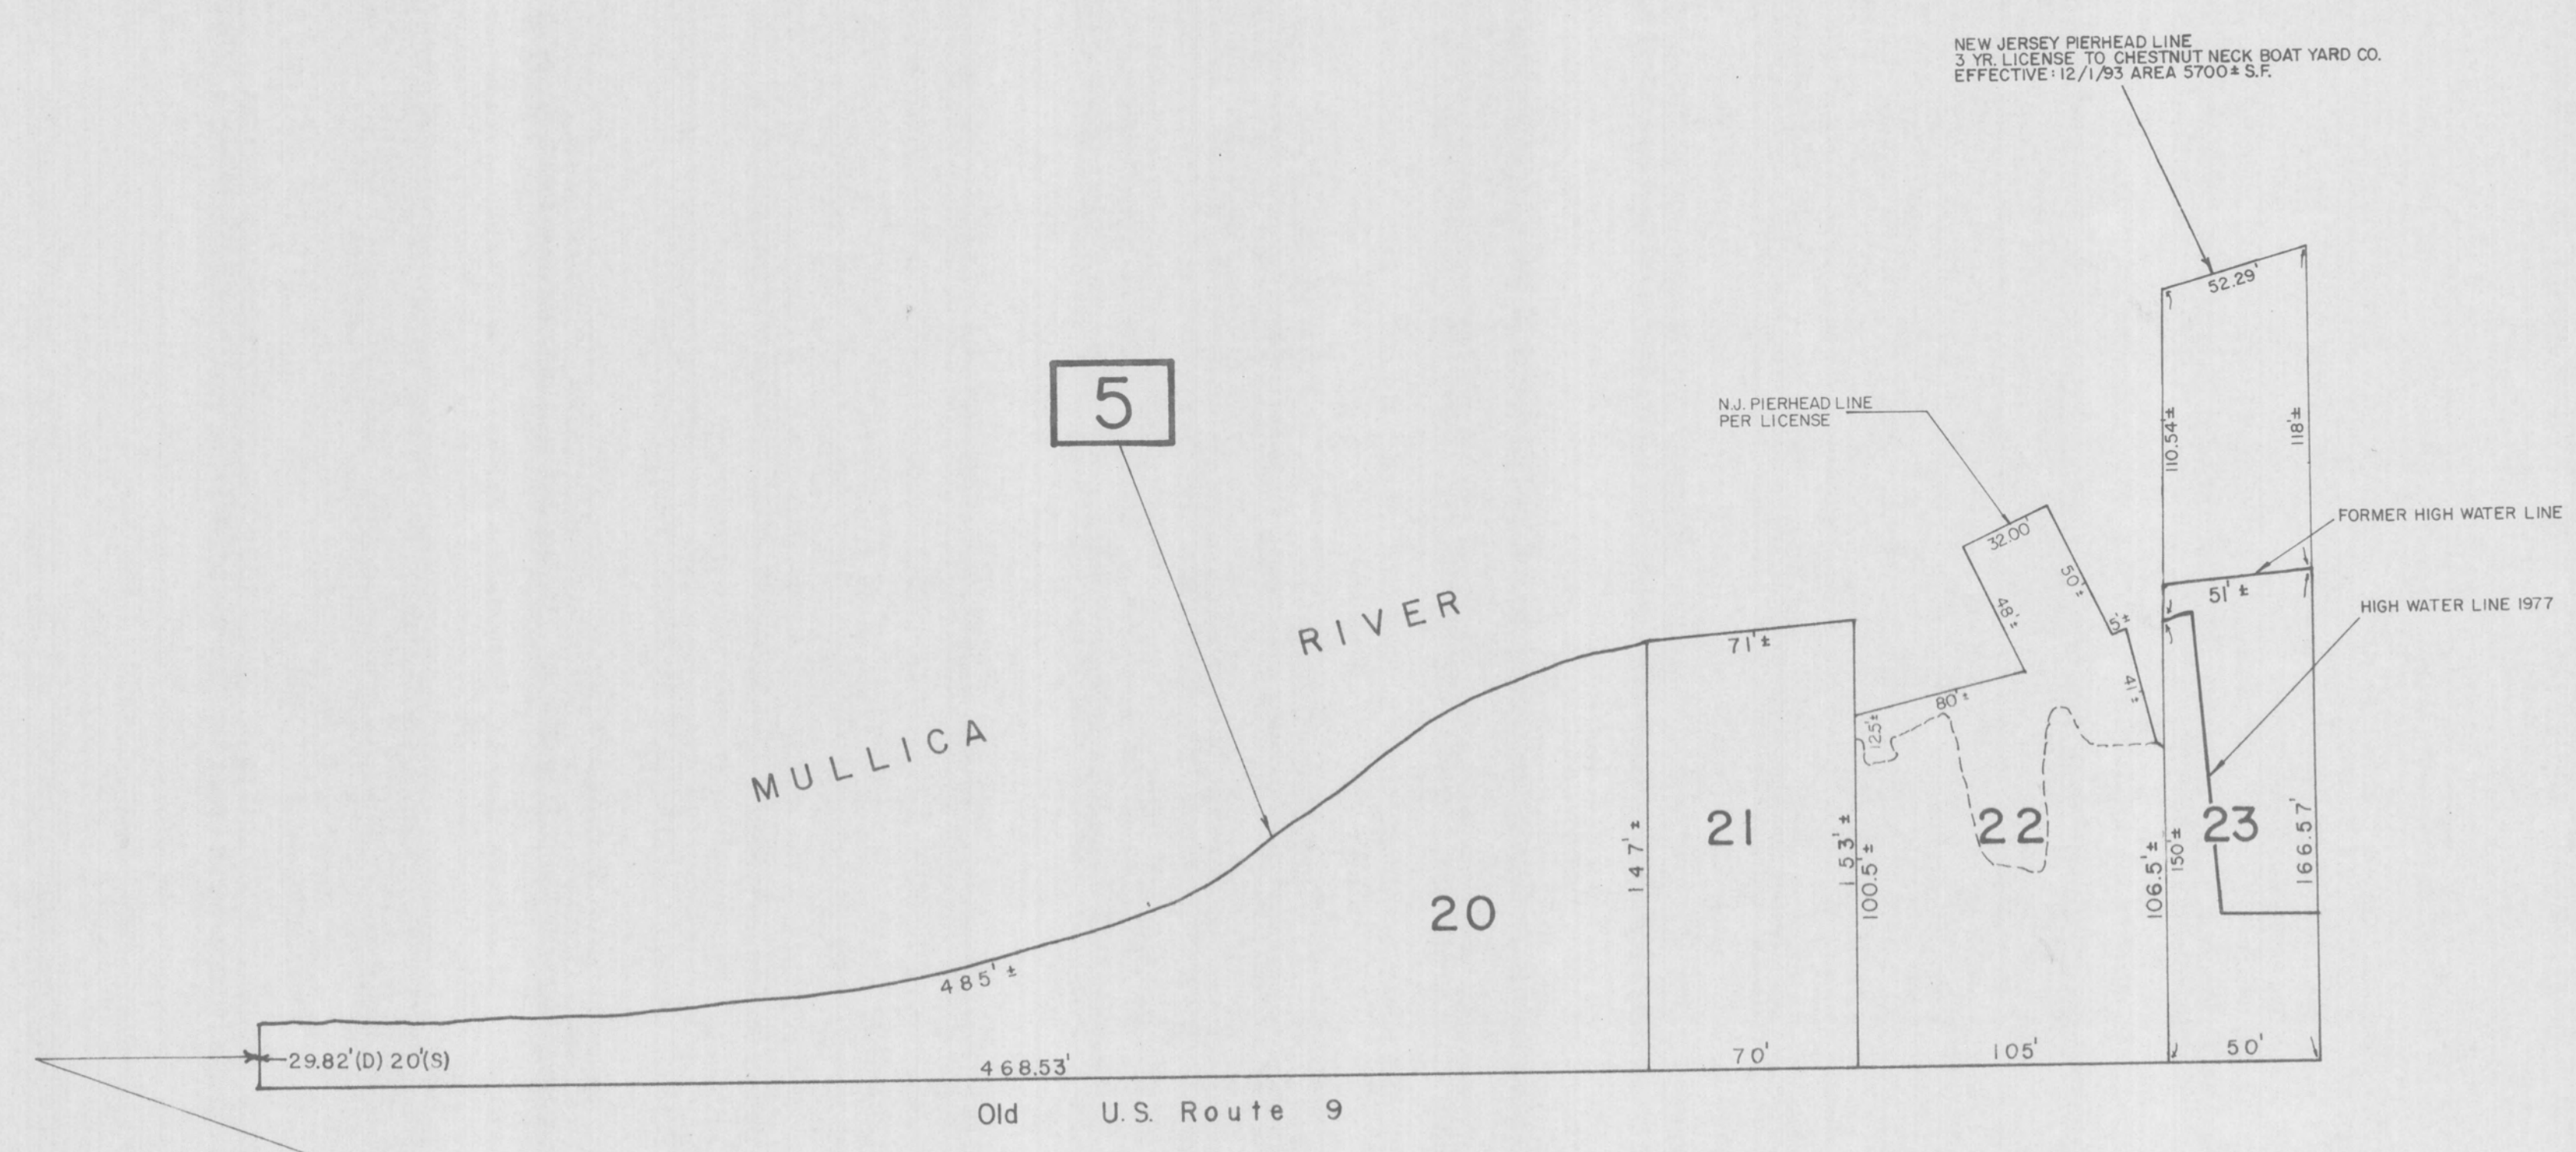 NEW JERSEY PIERHEAD LINE
3 YR. LICENSE TO CHESTNUT NECK BOAT YARD CO.
EFFECTIVE: 12/1/93 AREA 5700± S.F.
52.29'
110.54'±
118'±
5
N.J. PIERHEAD LINE
PER LICENSE
32.00'
50'±
48'±
5'±
41'±
80'±
FORMER HIGH WATER LINE
51'±
HIGH WATER LINE 1977
MULLICA RIVER
71'±
12.5'±
20
21
22
23
147'±
153'±
100.5'±
106.5'±
150'±
166.57'
485'±
29.82'(D) 20'(S)
468.53'
70'
105'
50'
Old U.S. Route 9